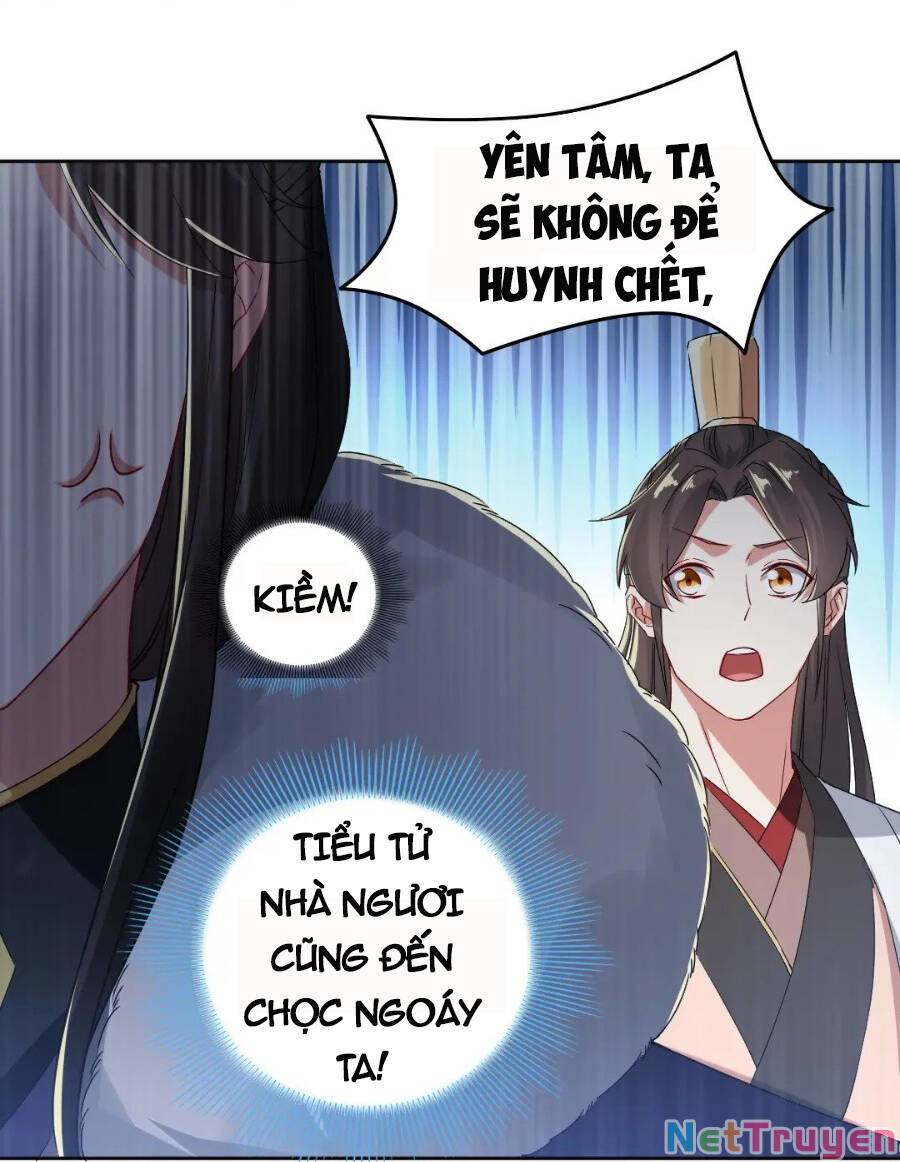 YÊN TÂM, TA
SẼ KHÔNG ĐỂ
HUYNH CHẾT,
KIỀM!
TIỂU TỬ
NHÀ NGƯƠI
CŨNG ĐẾN
CHỌC NGOÁY
TA!
NetTruyen